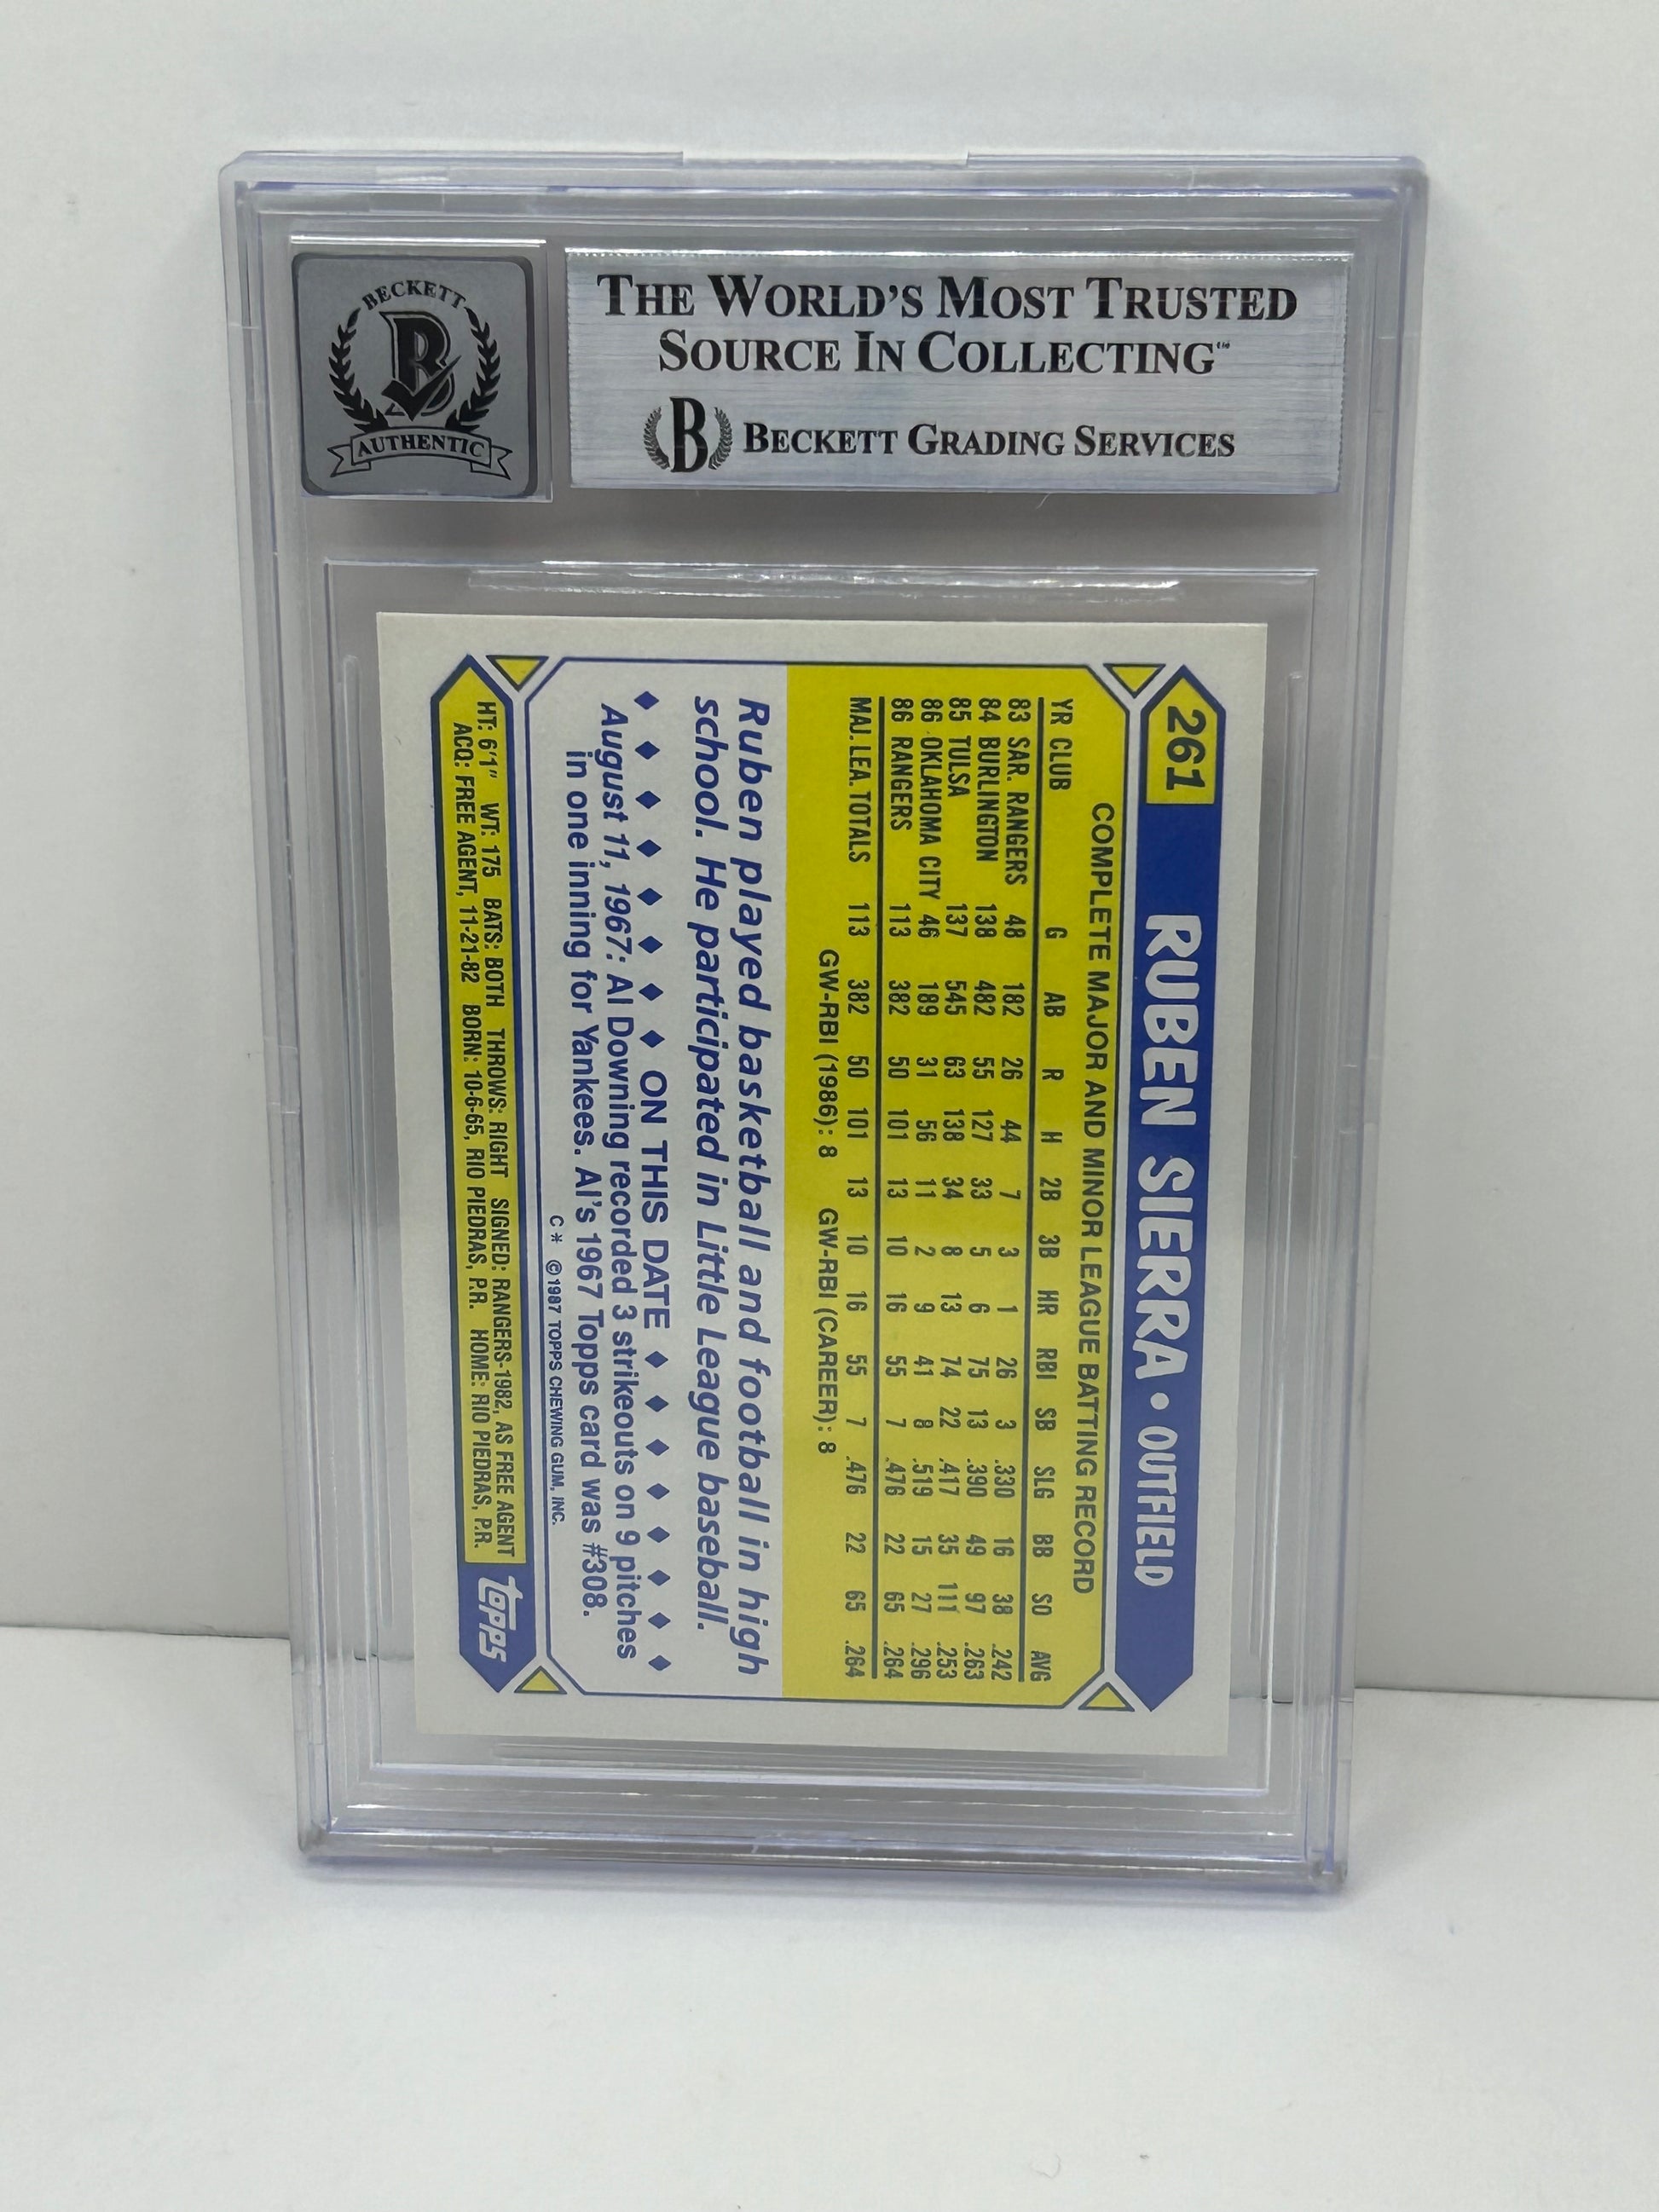 BECKETT
B
AUTHENTIC
THE WORLD'S MOST TRUSTED
SOURCE IN COLLECTING™
B BECKETT GRADING SERVICES
261 RUBEN SIERRA • OUTFIELD
COMPLETE MAJOR AND MINOR LEAGUE BATTING RECORD
YR CLUB G AB R H 2B 3B HR RBI SB SLG BB SO AVG
83 SAR. RANGERS 48 182 26 44 7 3 1 26 3 .330 16 38 .242
84 BURLINGTON 138 482 55 127 33 5 6 75 13 .390 49 97 .263
85 TULSA 137 545 63 138 34 8 13 74 22 .417 35 111 .253
86 OKLAHOMA CITY 46 189 31 56 11 2 9 41 8 .519 15 27 .296
86 RANGERS 113 382 50 101 13 10 16 55 7 .476 22 65 .264
MAJ. LEA. TOTALS 113 382 50 101 13 10 16 55 7 .476 22 65 .264
GW-RBI (1986): 8 GW-RBI (CAREER): 8
Ruben played basketball and football in high
school. He participated in Little League baseball.
♦ ♦ ♦ ♦ ♦ ♦ ♦ ♦ ON THIS DATE ♦ ♦ ♦ ♦ ♦ ♦ ♦ ♦
August 11, 1967: Al Downing recorded 3 strikeouts on 9 pitches
in one inning for Yankees. Al's 1967 Topps card was #308.
C* © 1987 TOPPS CHEWING GUM, INC.
HT: 6'1" WT: 175 BATS: BOTH THROWS: RIGHT SIGNED: RANGERS-1982, AS FREE AGENT
ACQ: FREE AGENT, 11-21-82 BORN: 10-6-65, RIO PIEDRAS, P.R. HOME: RIO PIEDRAS, P.R.
topps